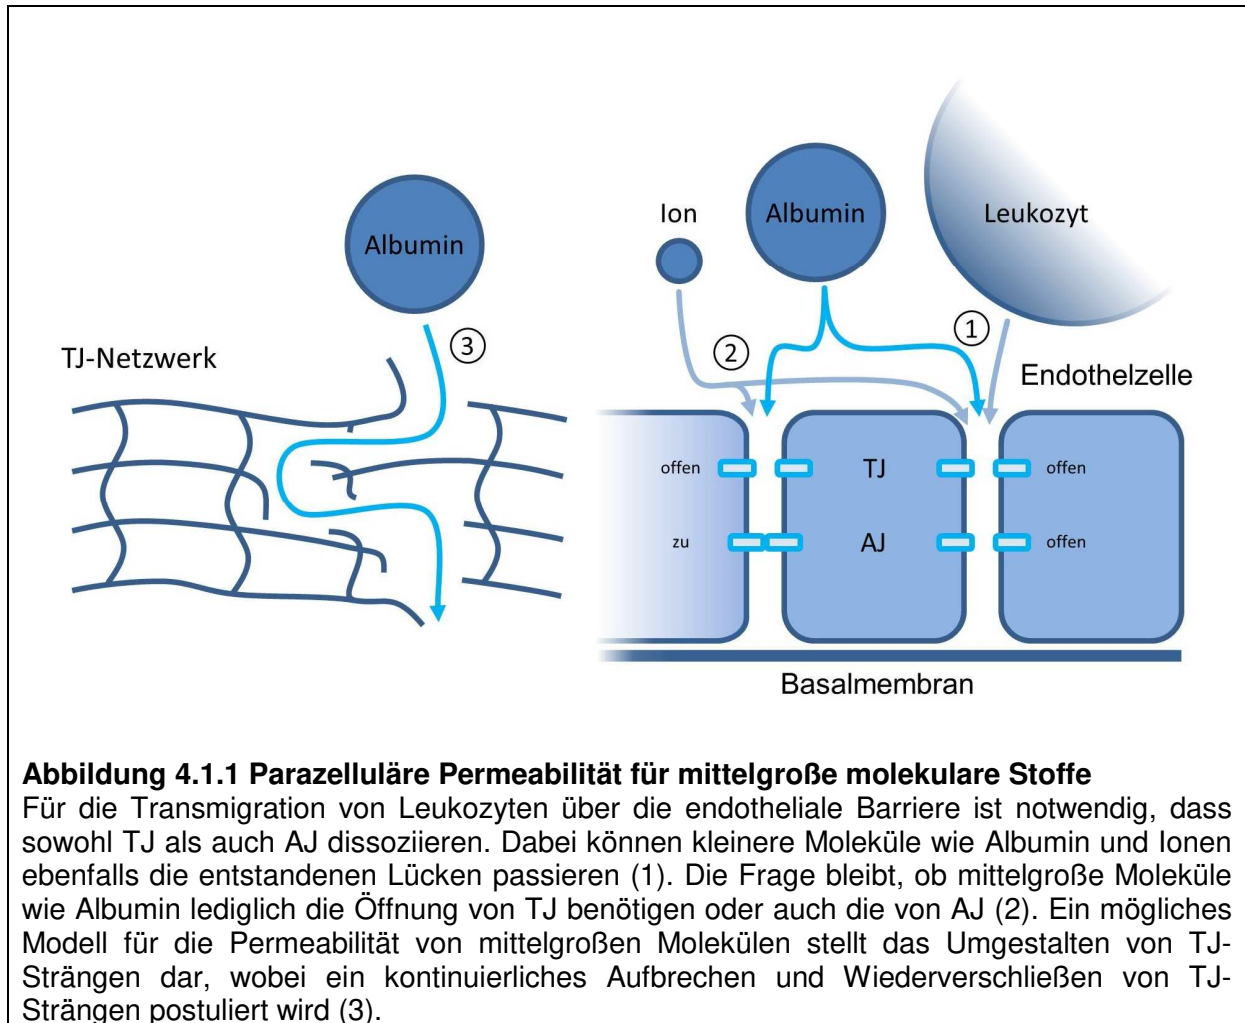 Albumin
③
TJ-Netzwerk
Ion
Albumin
Leukozyt
①
②
Endothelzelle
offen
TJ
offen
zu
AJ
offen
Basalmembran
Abbildung 4.1.1 Parazelluläre Permeabilität für mittelgroße molekulare Stoffe
Für die Transmigration von Leukozyten über die endotheliale Barriere ist notwendig, dass
sowohl TJ als auch AJ dissoziieren. Dabei können kleinere Moleküle wie Albumin und Ionen
ebenfalls die entstandenen Lücken passieren (1). Die Frage bleibt, ob mittelgroße Moleküle
wie Albumin lediglich die Öffnung von TJ benötigen oder auch die von AJ (2). Ein mögliches
Modell für die Permeabilität von mittelgroßen Molekülen stellt das Umgestalten von TJ-
Strängen dar, wobei ein kontinuierliches Aufbrechen und Wiederverschließen von TJ-
Strängen postuliert wird (3).